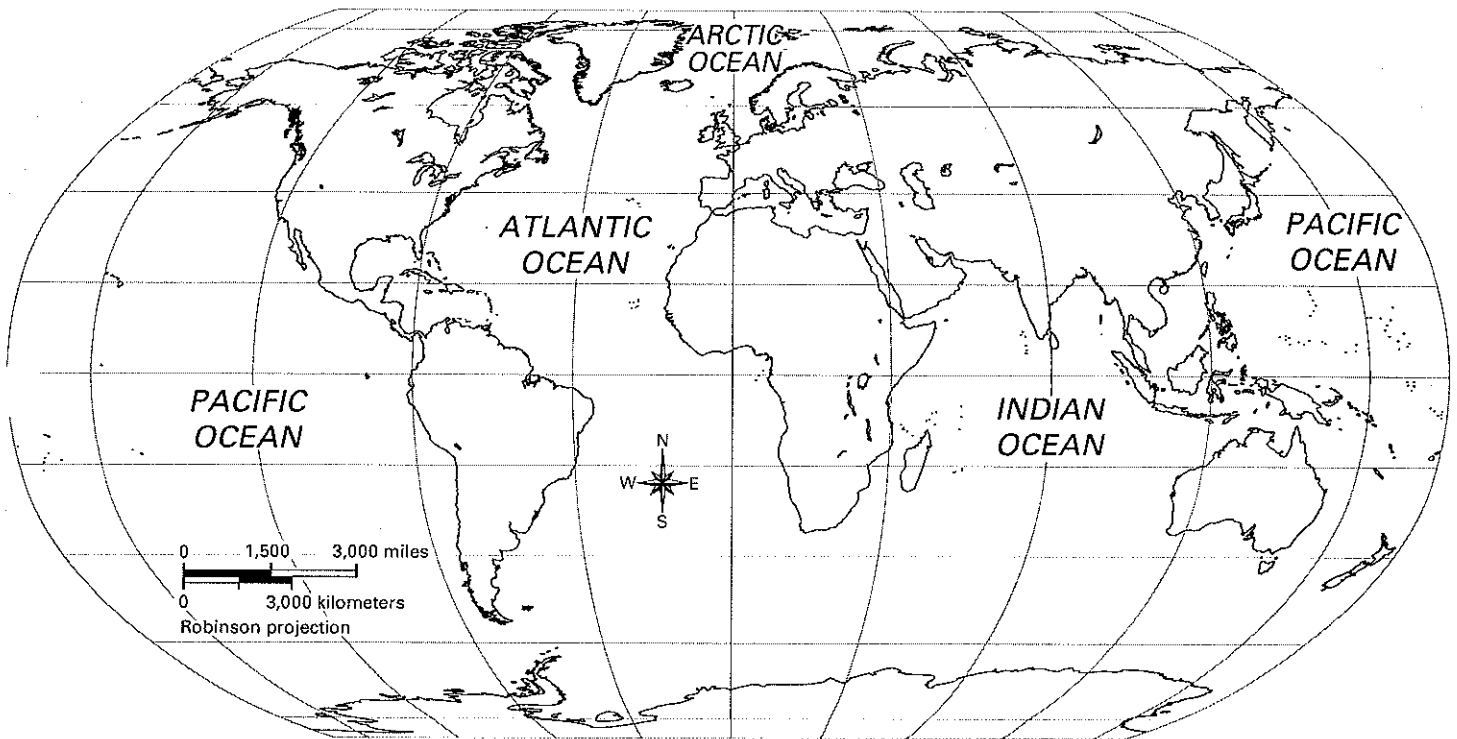 ARCTIC
OCEAN
ATLANTIC
OCEAN
PACIFIC
OCEAN
PACIFIC
OCEAN
INDIAN
OCEAN
N
W E
S
0 1,500 3,000 miles
0 3,000 kilometers
Robinson projection